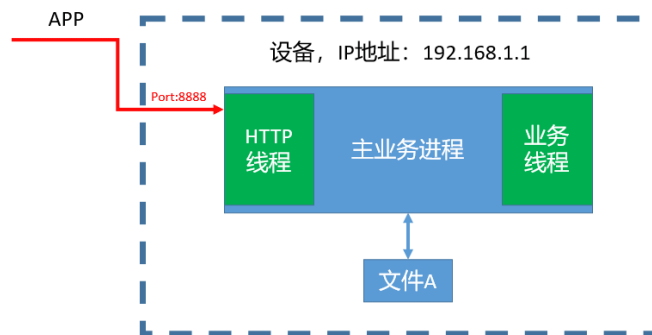 APP
设备，IP地址：192.168.1.1
Port:8888
HTTP
线程
主业务进程
业务
线程
文件A